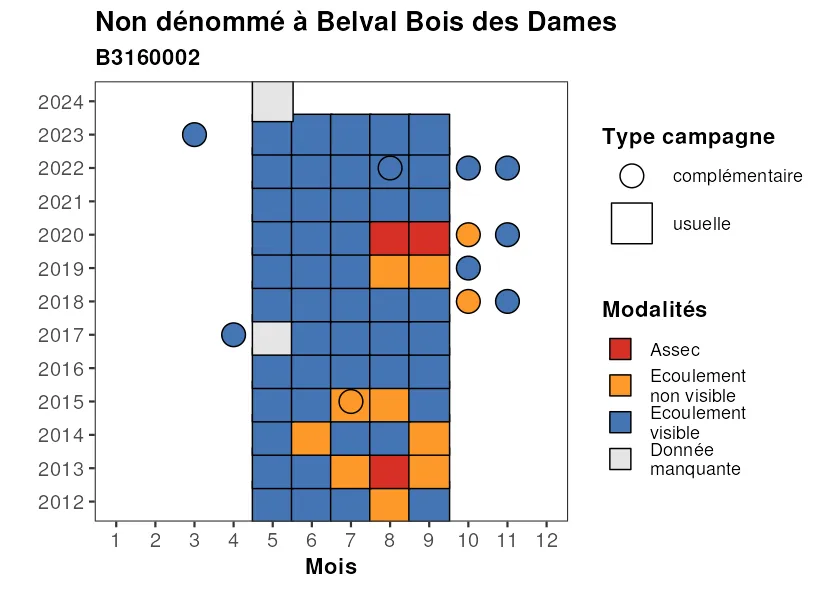 Non dénommé à Belval Bois des Dames
B3160002
2024
2023
2022
2021
2020
2019
2018
2017
2016
2015
2014
2013
2012
1 2 3 4 5 6 7 8 9 10 11 12
Mois
Type campagne
complémentaire
usuelle
Modalités
Assec
Ecoulement
non visible
Ecoulement
visible
Donnée
manquante